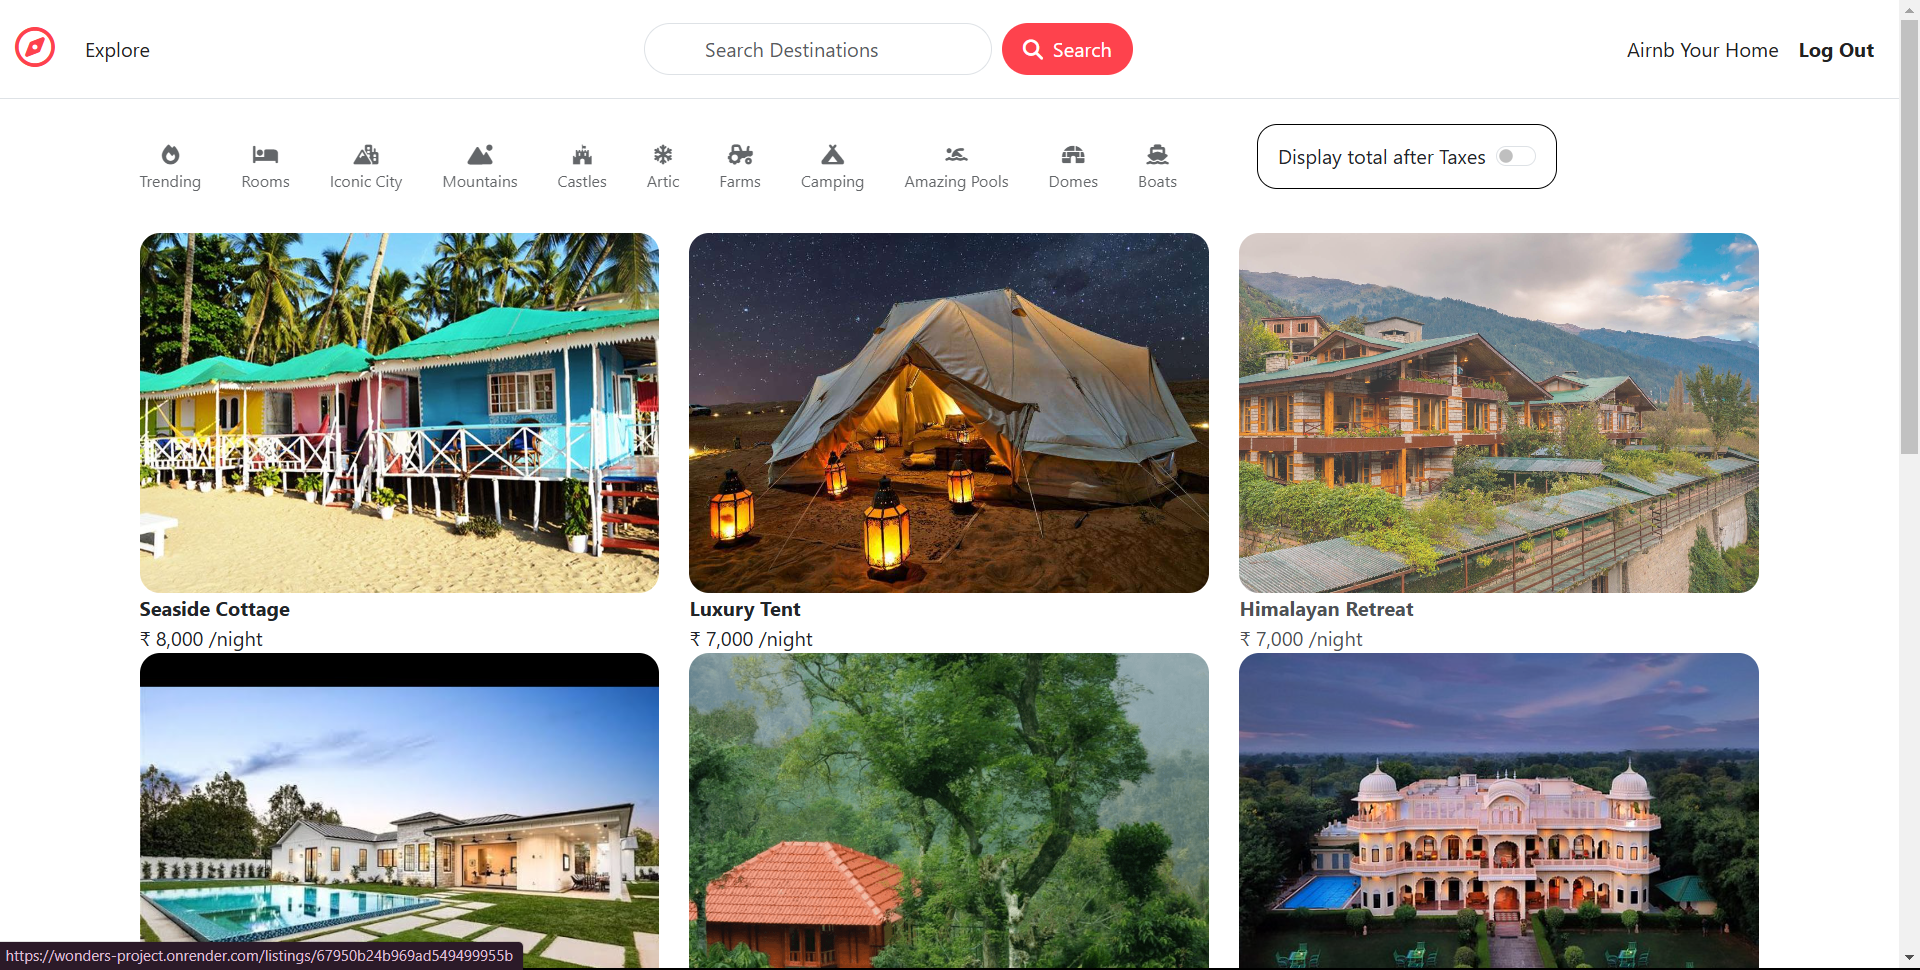 Explore
Search Destinations
Search
Airnb Your Home
Log Out
Trending
Rooms
Iconic City
Mountains
Castles
Artic
Farms
Camping
Amazing Pools
Domes
Boats
Display total after Taxes
Seaside Cottage
₹ 8,000 /night
Luxury Tent
₹ 7,000 /night
Himalayan Retreat
₹ 7,000 /night
https://wonders-project.onrender.com/listings/67950b24b969ad549499955b